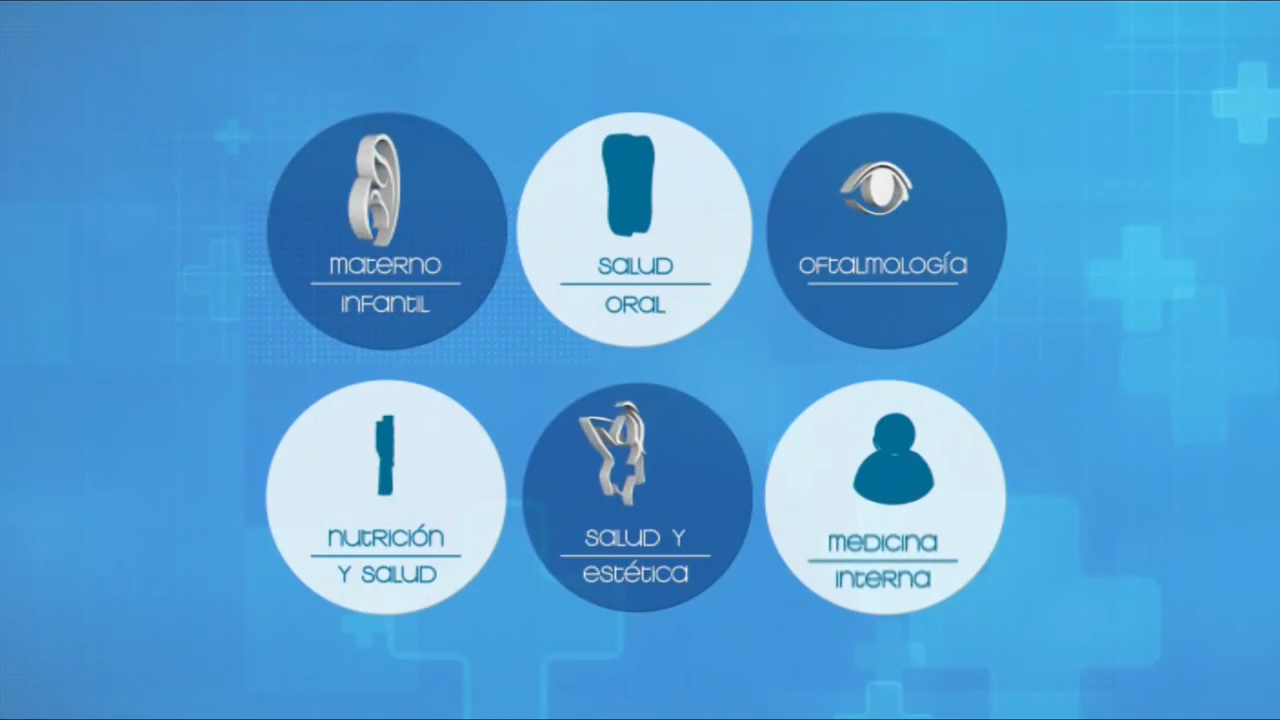 materno
infantil
salud
oral
oftalmología
nutrición
y salud
salud y
estética
medicina
interna